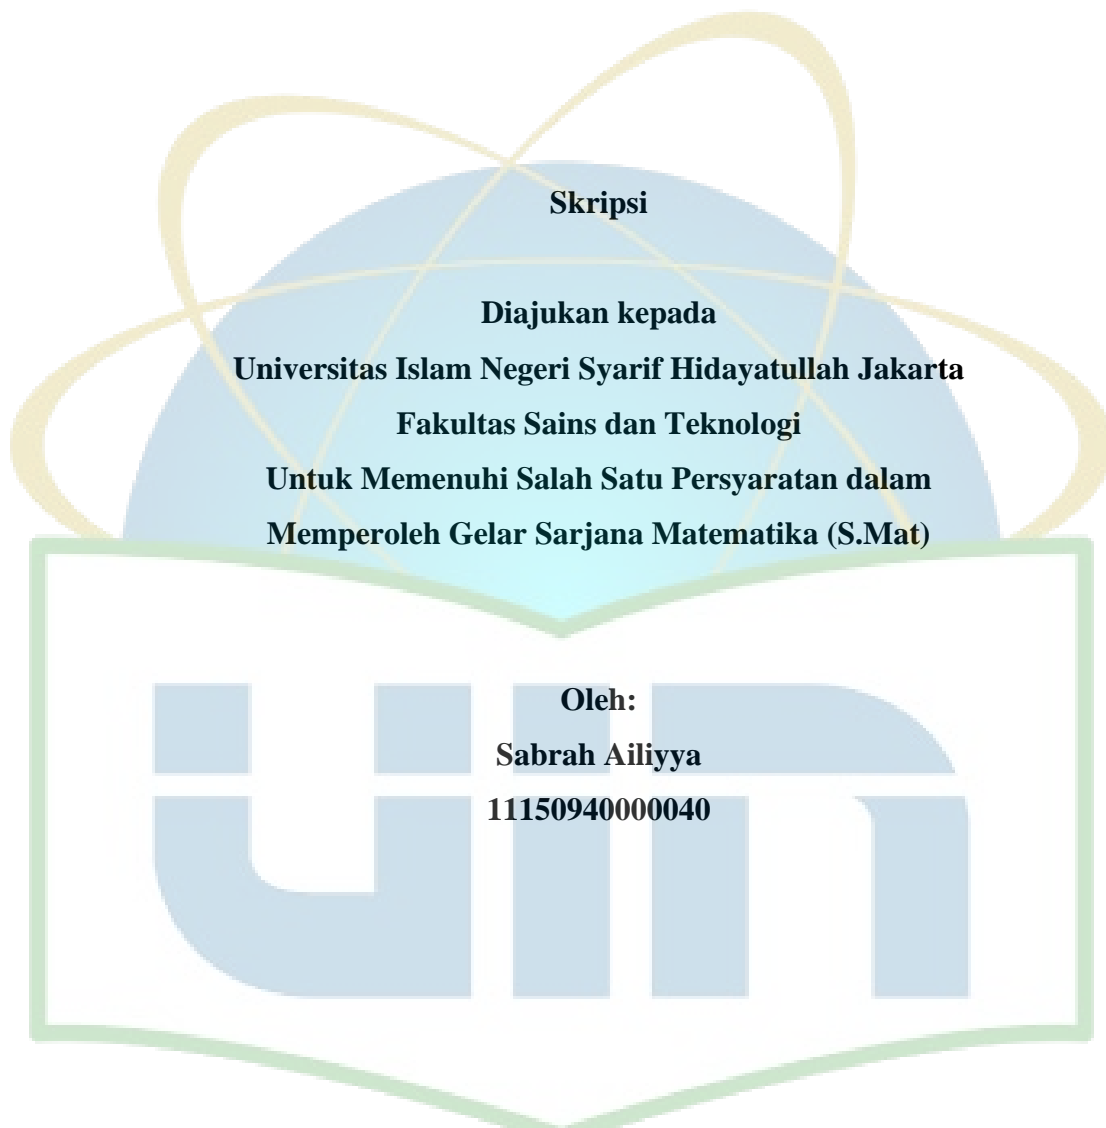 Skripsi
Diajukan kepada
Universitas Islam Negeri Syarif Hidayatullah Jakarta
Fakultas Sains dan Teknologi
Untuk Memenuhi Salah Satu Persyaratan dalam
Memperoleh Gelar Sarjana Matematika (S.Mat)
Oleh:
Sabrah Ailiyya
11150940000040
uin